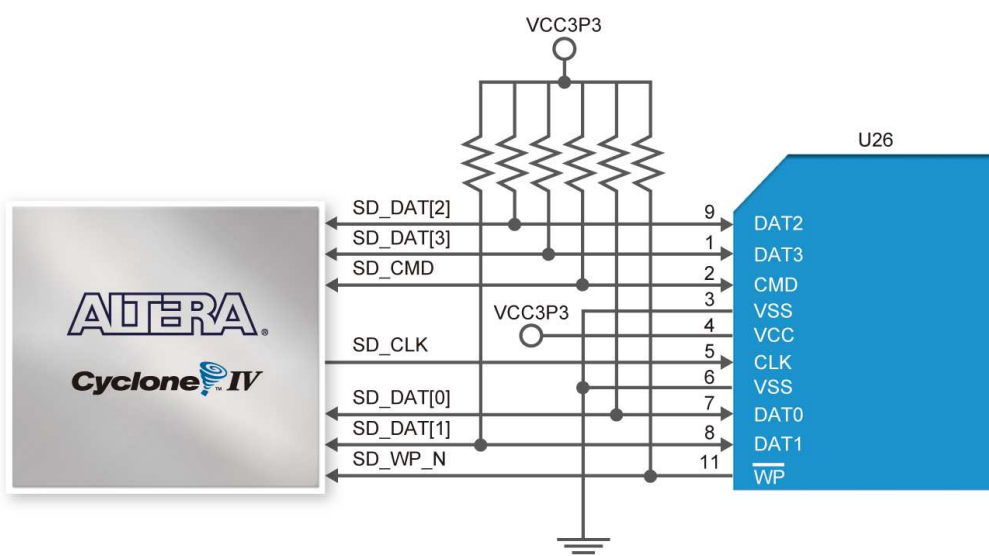 VCC3P3
U26
SD_DAT[2] 9 DAT2
SD_DAT[3] 1 DAT3
SD_CMD 2 CMD
3 VSS
VCC3P3 4 VCC
SD_CLK 5 CLK
6 VSS
SD_DAT[0] 7 DAT0
SD_DAT[1] 8 DAT1
SD_WP_N 11 WP
ALTERA.
Cyclone™ IV